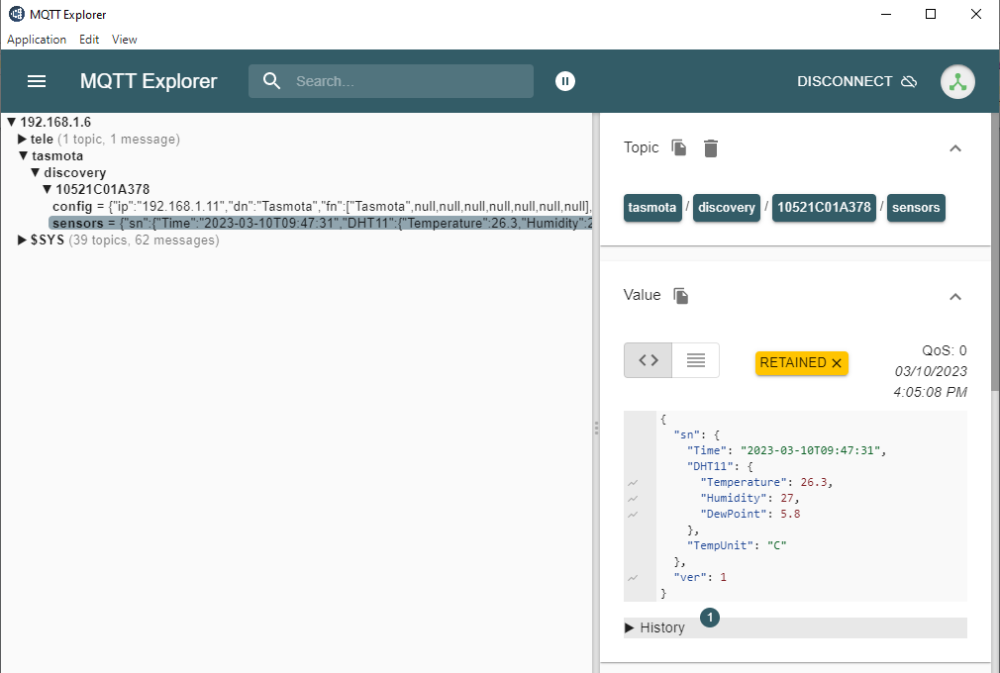 MQTT Explorer
Application Edit View
MQTT Explorer Search... DISCONNECT
▼ 192.168.1.6
▶ tele (1 topic, 1 message)
▼ tasmota
▼ discovery
▼ 10521C01A378
config = {"ip":"192.168.1.11","dn":"Tasmota","fn":["Tasmota",null,null,null,null,null,null,null],
sensors = {"sn":{"Time":"2023-03-10T09:47:31","DHT11":{"Temperature":26.3,"Humidity":2
▶ $SYS (39 topics, 62 messages)
Topic
tasmota / discovery / 10521C01A378 / sensors
Value
RETAINED
QoS: 0
03/10/2023
4:05:08 PM
{
"sn": {
"Time": "2023-03-10T09:47:31",
"DHT11": {
"Temperature": 26.3,
"Humidity": 27,
"DewPoint": 5.8
},
"TempUnit": "C"
},
"ver": 1
}
▶ History 1